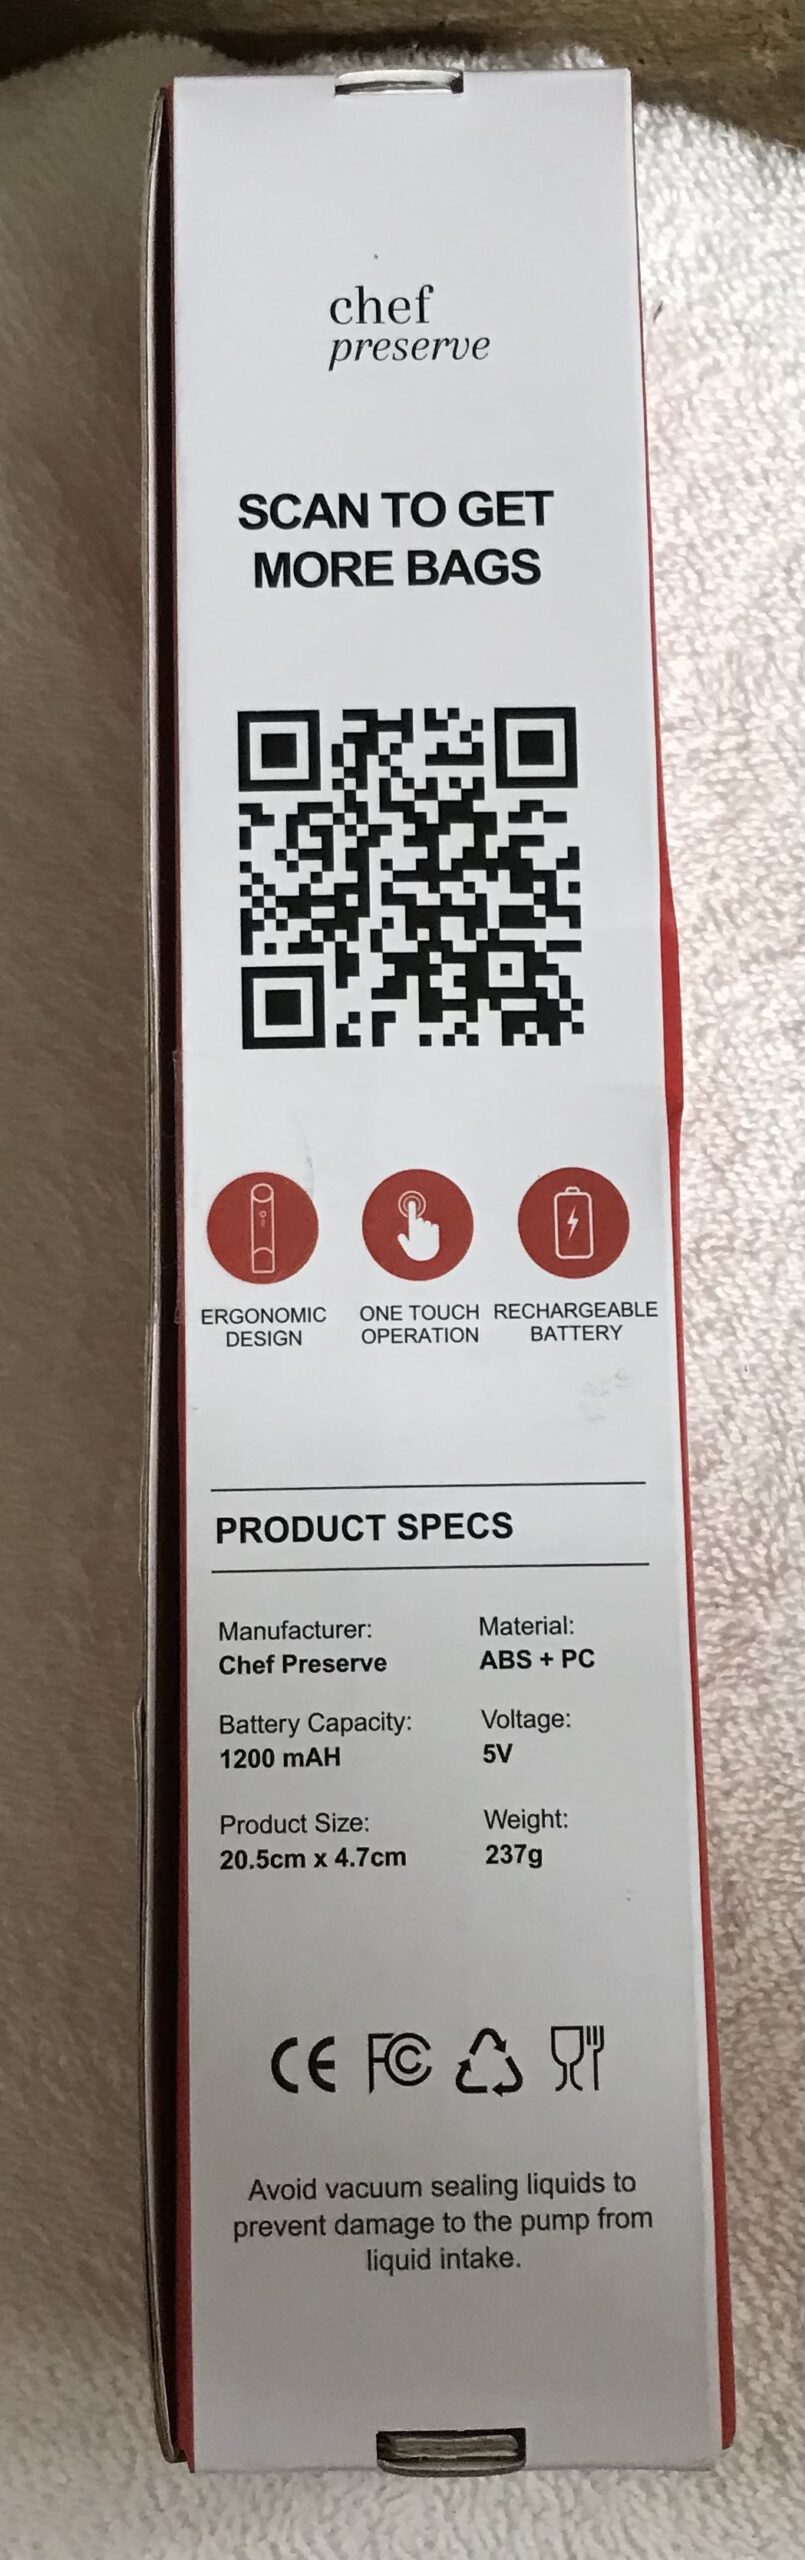 chef
preserve
SCAN TO GET
MORE BAGS
ERGONOMIC
DESIGN
ONE TOUCH
OPERATION
RECHARGEABLE
BATTERY
PRODUCT SPECS
Manufacturer:
Chef Preserve
Material:
ABS + PC
Battery Capacity:
1200 mAH
Voltage:
5V
Product Size:
20.5cm x 4.7cm
Weight:
237g
CE FC
Avoid vacuum sealing liquids to
prevent damage to the pump from
liquid intake.